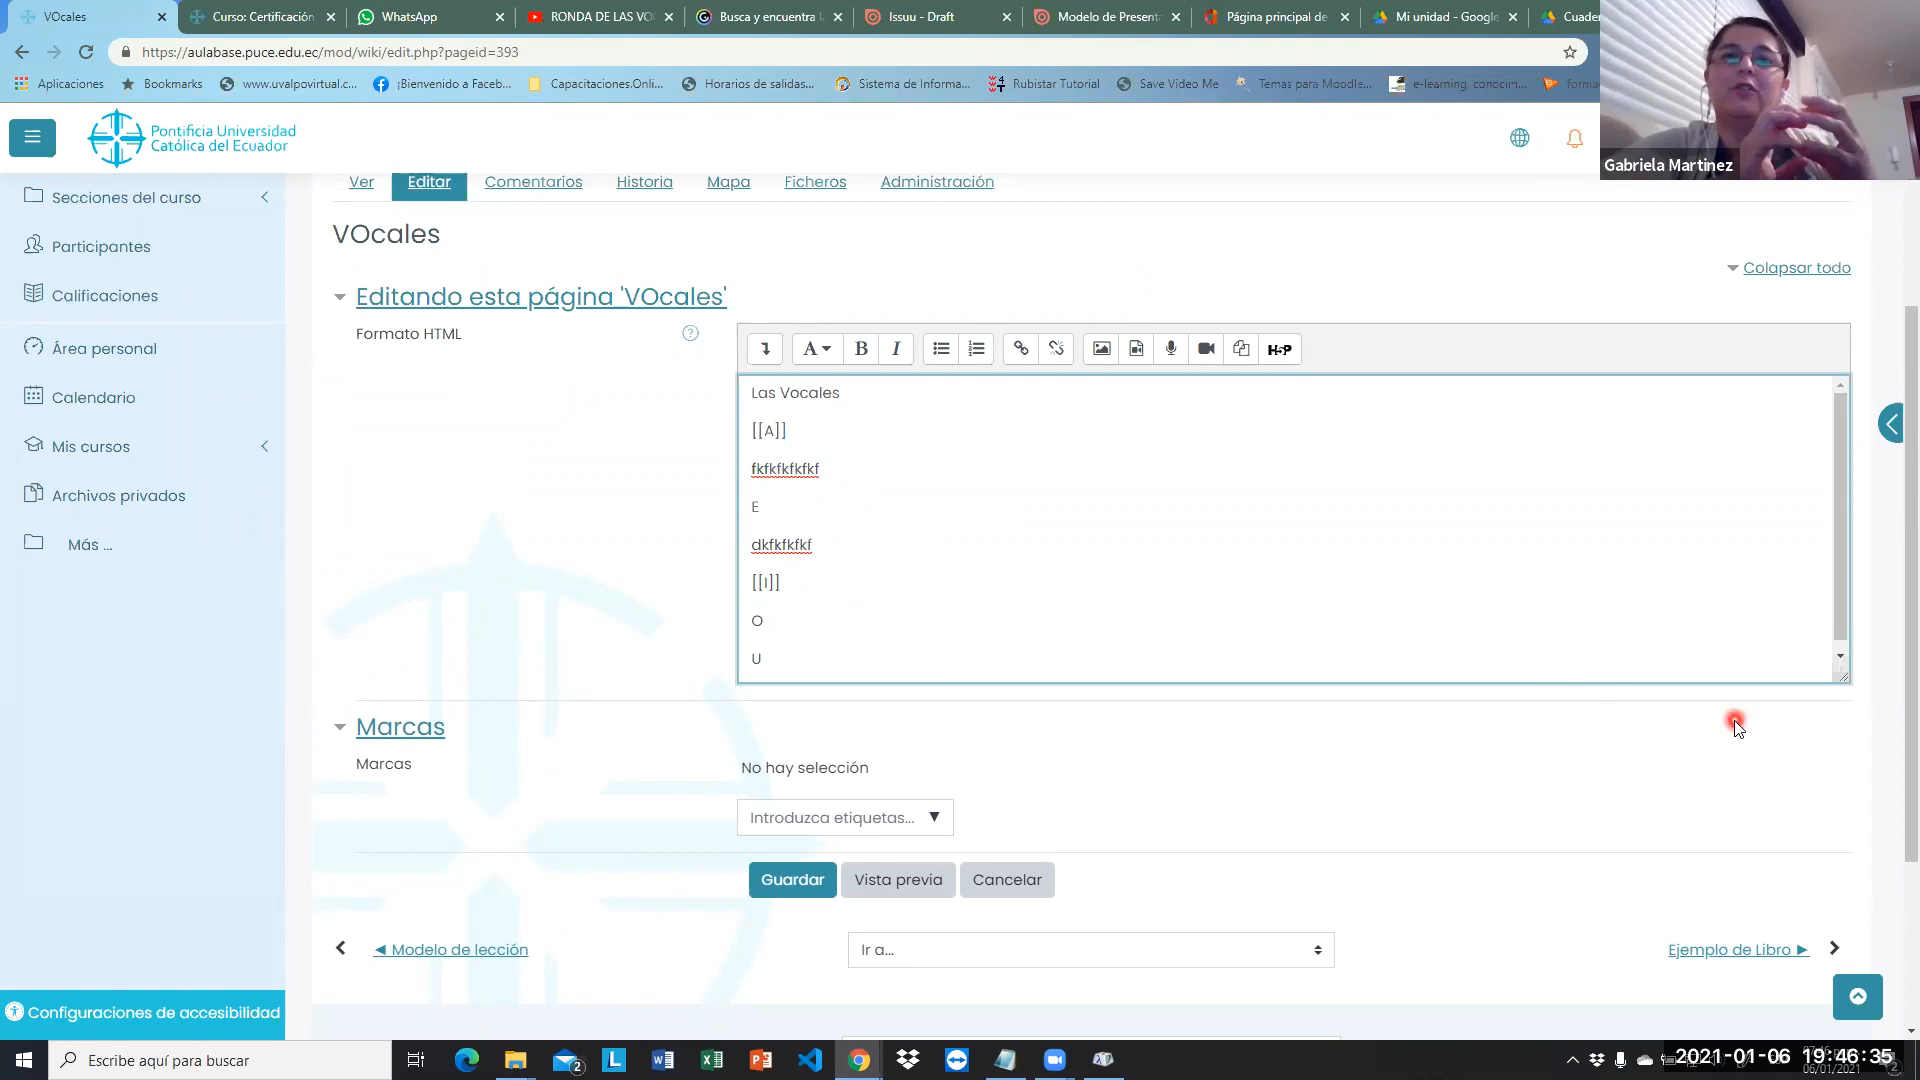 VOcales
Curso: Certificación
WhatsApp
RONDA DE LAS VO
Busca y encuentra l
Issuu - Draft
Modelo de Present
Página principal de
Mi unidad - Google
Cuade
https://aulabase.puce.edu.ec/mod/wiki/edit.php?pageid=393
Aplicaciones
Bookmarks
www.uvalpovirtual.c...
¡Bienvenido a Faceb...
Capacitaciones.Onli...
Horarios de salidas...
Sistema de Informa...
Rubistar Tutorial
Save Video Me
Temas para Moodle...
e-learning, conocim...
forma
Pontificia Universidad
Católica del Ecuador
Gabriela Martinez
Ver
Editar
Comentarios
Historia
Mapa
Ficheros
Administración
Secciones del curso
Participantes
Calificaciones
Área personal
Calendario
Mis cursos
Archivos privados
Más ...
VOcales
Colapsar todo
Editando esta página 'VOcales'
Formato HTML
A
B
I
H-P
Las Vocales
[[A]]
fkfkfkfkfkf
E
dkfkfkfkf
[[I]]
O
U
Marcas
Marcas
No hay selección
Introduzca etiquetas...
Guardar
Vista previa
Cancelar
◄ Modelo de lección
Ir a...
Ejemplo de Libro ►
Configuraciones de accesibilidad
Escribe aquí para buscar
2
L
2021-01-06 19:46:35
06/01/2021